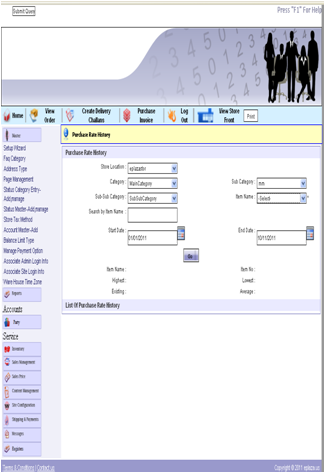 Submit Query
Press "F1" For Help
Home
View Order
Create Delivery Challans
Purchase Invoice
Log Out
View Store Front
Print
Master
Purchase Rate History
Setup Wizard
Faq Category
Address Type
Page Management
Status Category Entry-Add,manage
Status Master-Add,manage
Store Tax Method
Account Master-Add
Balance Limit Type
Manage Payment Option
Associate Admin Login Info
Associate Site Login Info
Ware House Time Zone
Reports
Accounts
Party
Service
Inventory
Sales Management
Sales Price
Content Management
Site Configuration
Shipping & Payments
Messages
Enquiries
Purchase Rate History
Store Location :
Category : MainCategory
Sub Category : mm
Sub-Sub Category : SubSubCategory
Item Name : -Select-
Search by Item Name :
Start Date : 01/01/2011
End Date : 10/11/2011
Go
Item Name :
Item No :
Highest :
Lowest :
Existing :
Average :
List Of Purchase Rate History
Terms & Conditions | Contact us
Copyright © 2011